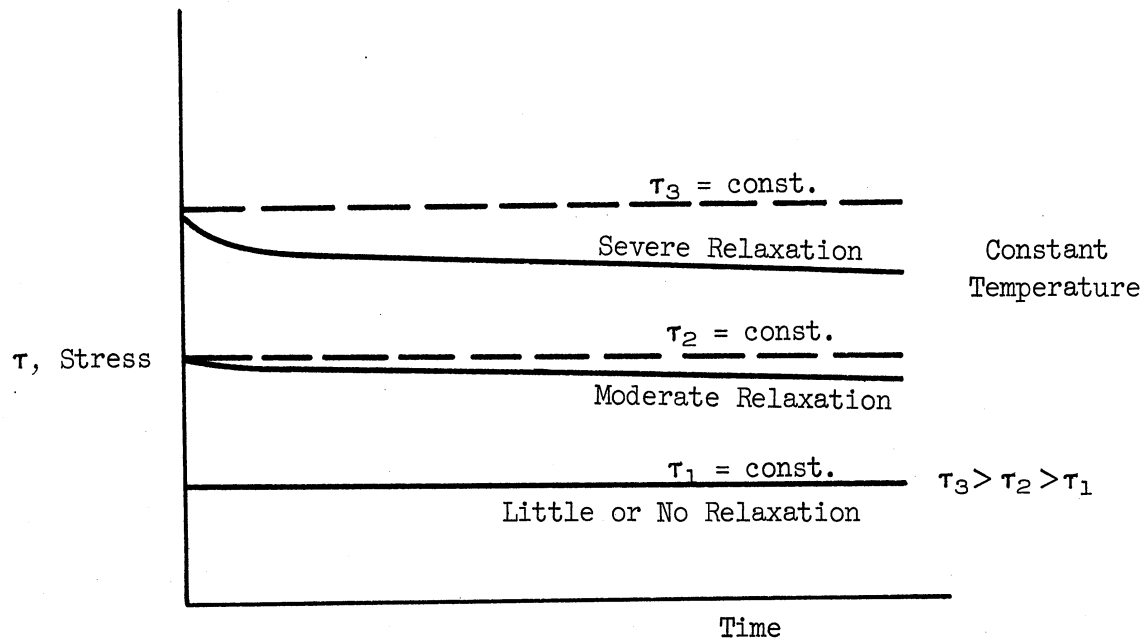 τ₃ = const.
Severe Relaxation
Constant
Temperature
τ₂ = const.
τ, Stress
Moderate Relaxation
τ₁ = const.
τ₃ > τ₂ > τ₁
Little or No Relaxation
Time